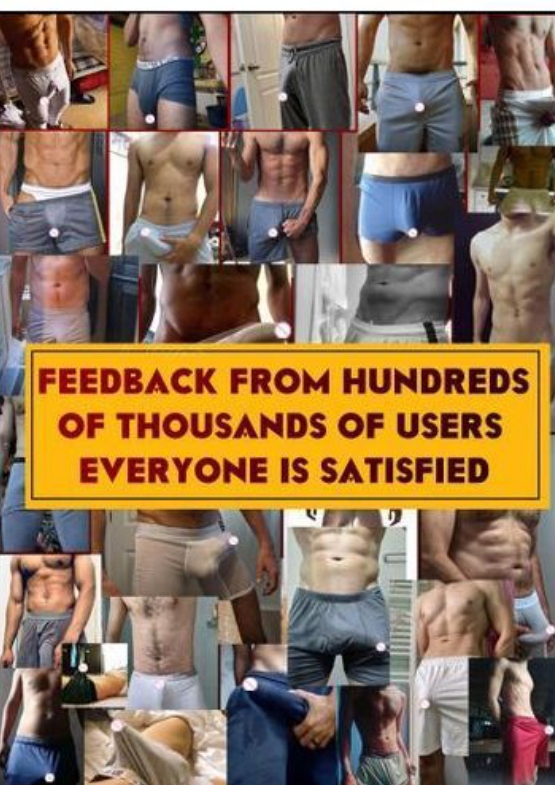 FEEDBACK FROM HUNDREDS
OF THOUSANDS OF USERS
EVERYONE IS SATISFIED